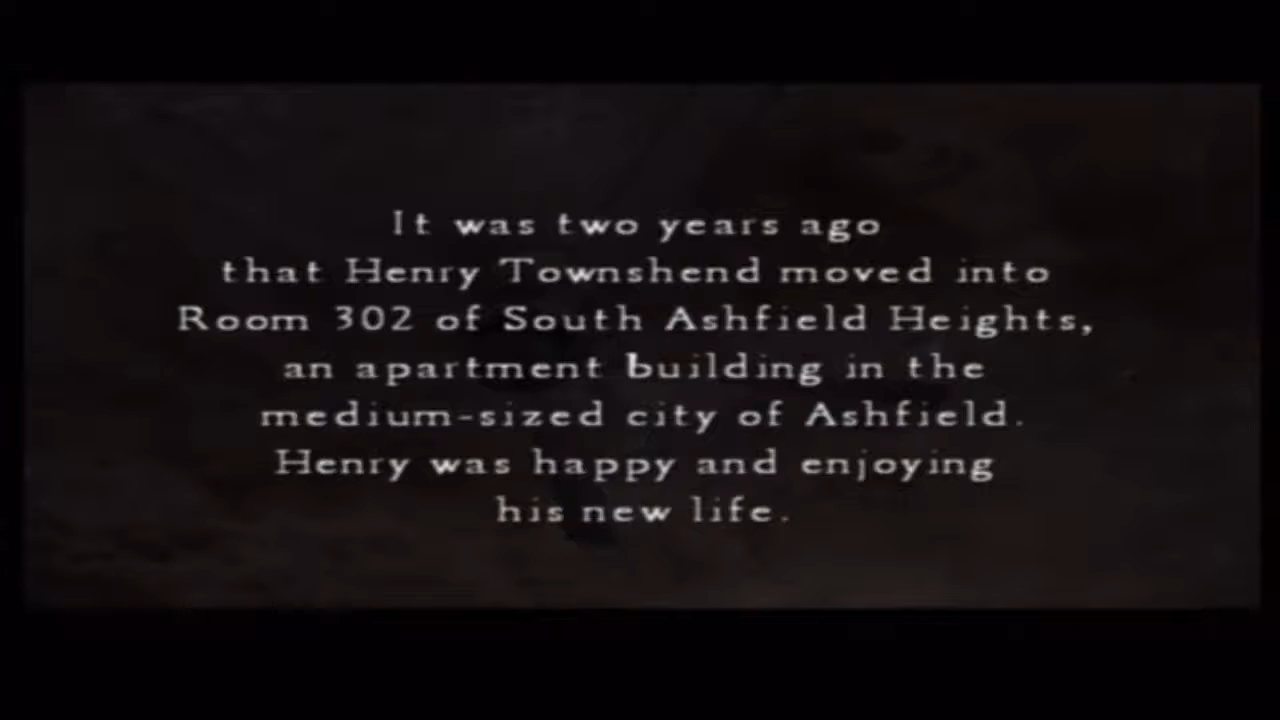 It was two years ago
that Henry Townshend moved into
Room 302 of South Ashfield Heights,
an apartment building in the
medium-sized city of Ashfield.
Henry was happy and enjoying
his new life.